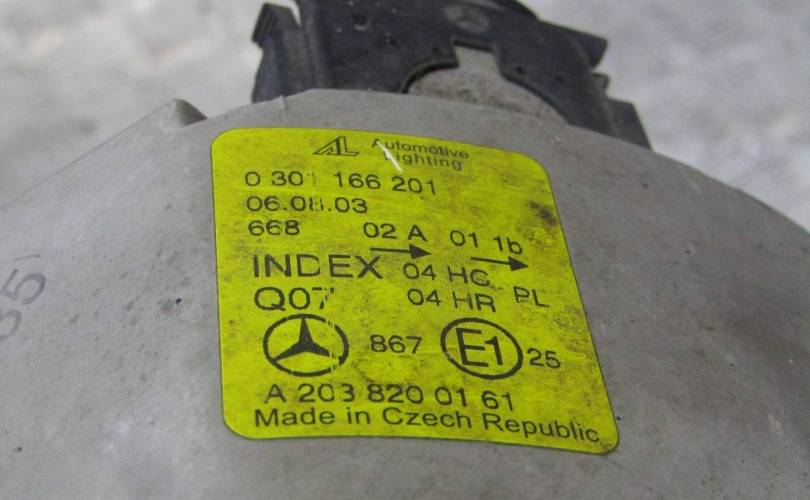 AL Automotive
Lighting
0 301 166 201
06.08.03
668 02 A 01 1b
INDEX 04 HC PL
Q07 04 HR
867 E1 25
A 203 820 01 61
Made in Czech Republic